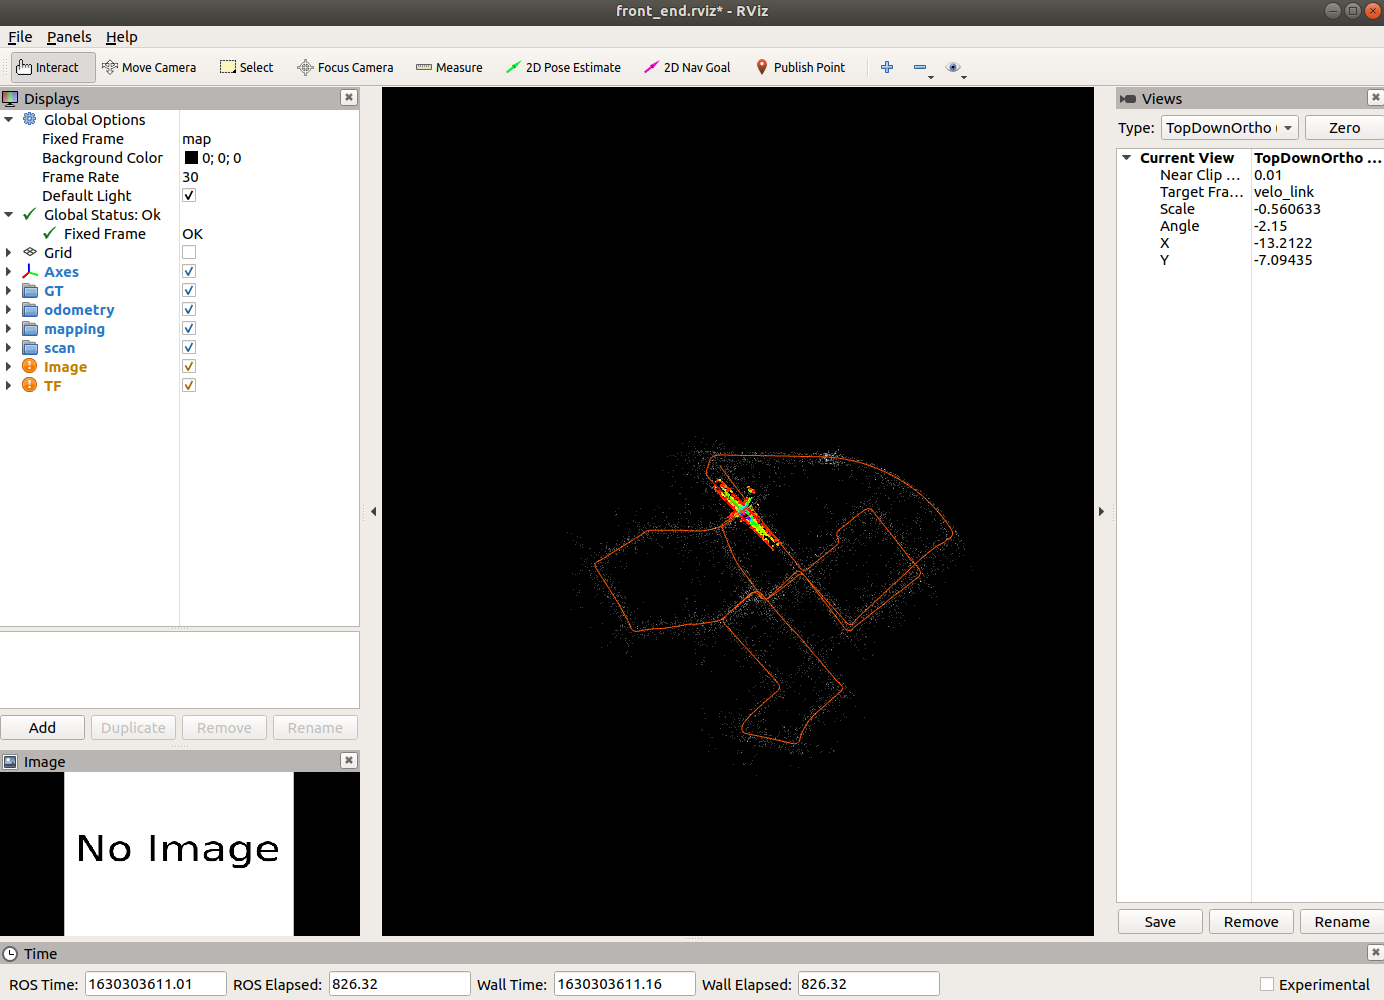 front_end.rviz* - RViz
File Panels Help
Interact Move Camera Select Focus Camera Measure 2D Pose Estimate 2D Nav Goal Publish Point
Displays
Global Options
Fixed Frame map
Background Color 0; 0; 0
Frame Rate 30
Default Light
Global Status: Ok
Fixed Frame OK
Grid
Axes
GT
odometry
mapping
scan
Image
TF
Add Duplicate Remove Rename
Image
No Image
Views
Type: TopDownOrtho ( Zero
Current View TopDownOrtho ...
Near Clip ... 0.01
Target Fra... velo_link
Scale -0.560633
Angle -2.15
X -13.2122
Y -7.09435
Save Remove Rename
Time
ROS Time: 1630303611.01 ROS Elapsed: 826.32 Wall Time: 1630303611.16 Wall Elapsed: 826.32 Experimental